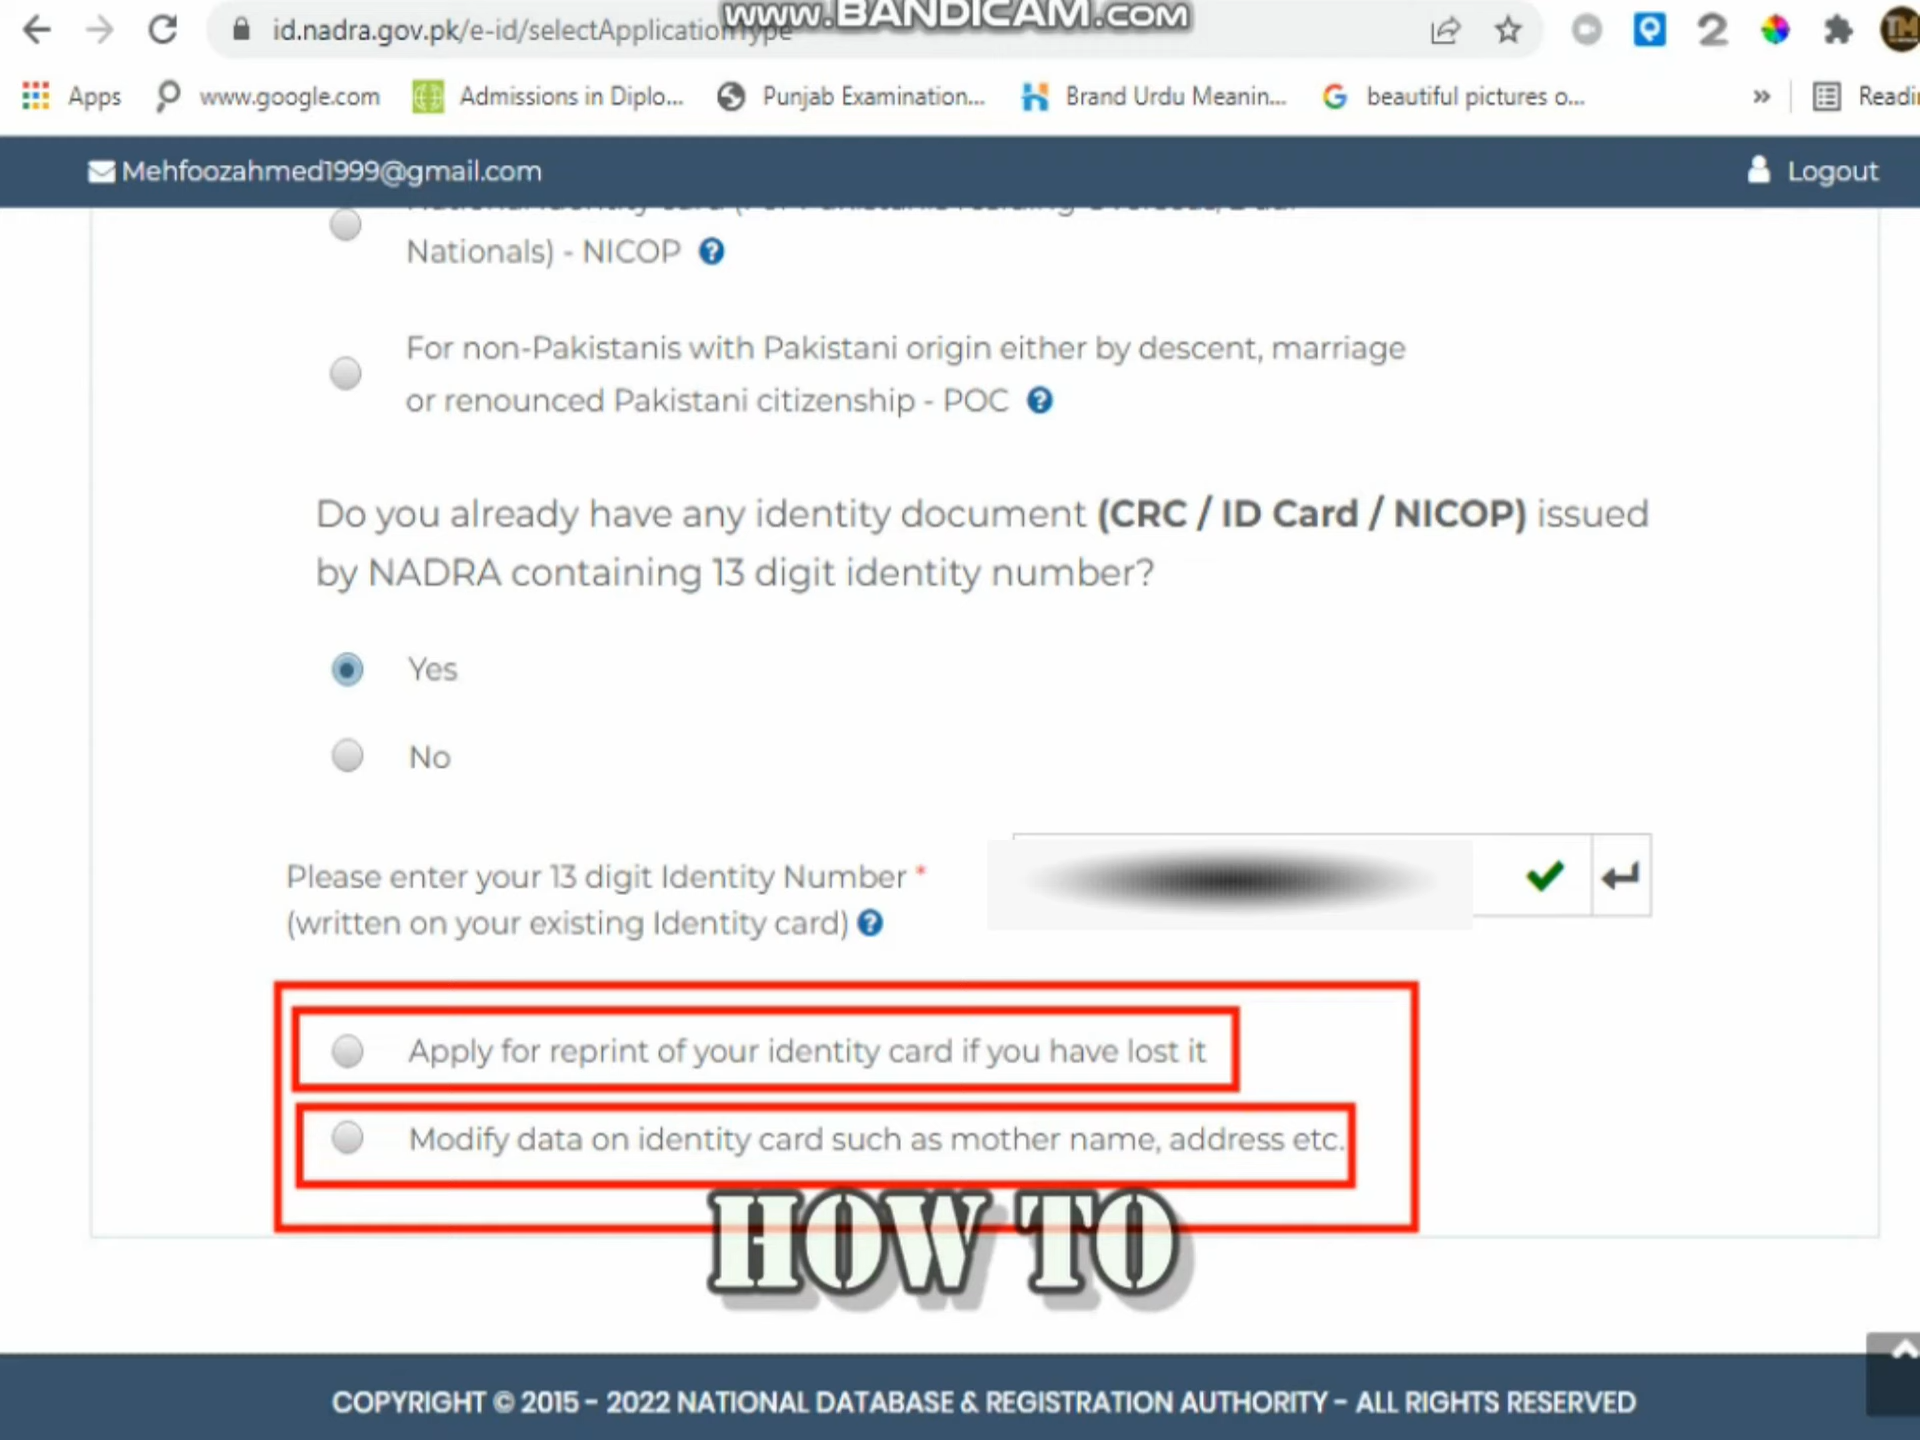 www.BANDICAM.com
id.nadra.gov.pk/e-id/selectApplicationType
Apps
www.google.com
Admissions in Diplo...
Punjab Examination...
Brand Urdu Meanin...
beautiful pictures o...
»
Readi
Mehfoozahmed1999@gmail.com
Logout
Nationals) - NICOP ?
For non-Pakistanis with Pakistani origin either by descent, marriage
or renounced Pakistani citizenship - POC ?
Do you already have any identity document (CRC / ID Card / NICOP) issued
by NADRA containing 13 digit identity number?
Yes
No
Please enter your 13 digit Identity Number *
(written on your existing Identity card) ?
Apply for reprint of your identity card if you have lost it
Modify data on identity card such as mother name, address etc.
HOW TO
COPYRIGHT © 2015 - 2022 NATIONAL DATABASE & REGISTRATION AUTHORITY - ALL RIGHTS RESERVED